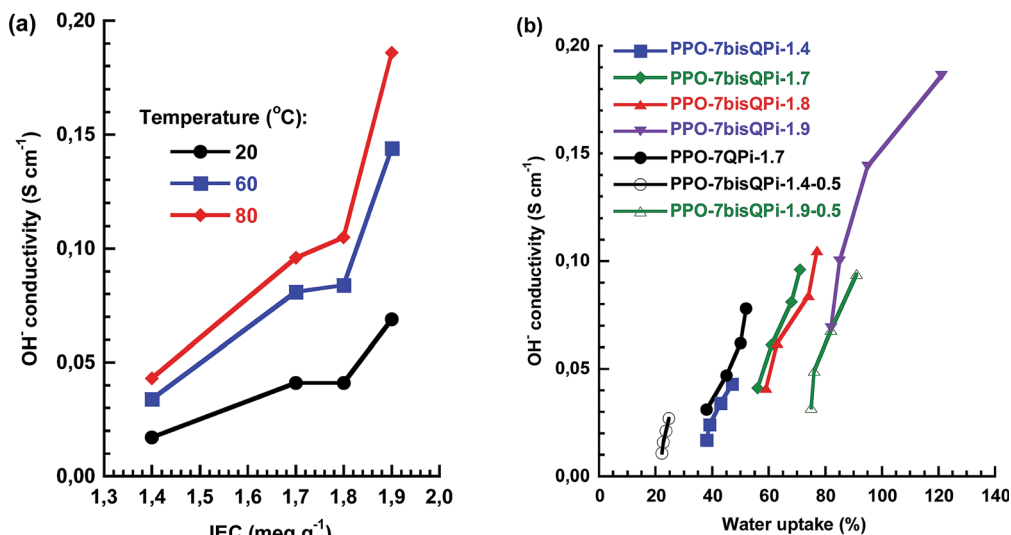 (a)
0,20
0,15
0,10
0,05
0,00
OH⁻ conductivity (S cm⁻¹)
Temperature (°C):
20
60
80
1,3 1,4 1,5 1,6 1,7 1,8 1,9 2,0
IEC (meq g⁻¹)
(b)
0,20
0,15
0,10
0,05
0,00
OH⁻ conductivity (S cm⁻¹)
PPO-7bisQPi-1.4
PPO-7bisQPi-1.7
PPO-7bisQPi-1.8
PPO-7bisQPi-1.9
PPO-7QPi-1.7
PPO-7bisQPi-1.4-0.5
PPO-7bisQPi-1.9-0.5
0 20 40 60 80 100 120 140
Water uptake (%)